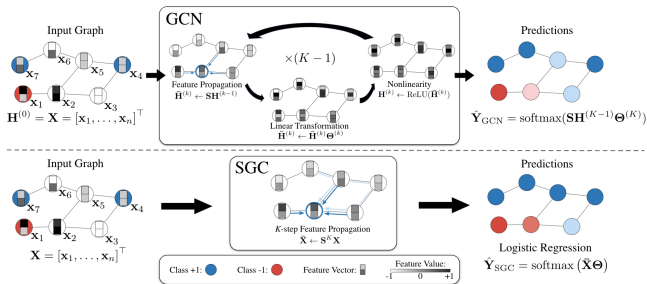 Input Graph
GCN
Predictions
x₆
x₇
x₅
x₄
x₁
x₂
x₃
H⁽⁰⁾ = X = [x₁, . . . , xₙ]⊤
Feature Propagation
H̄⁽ᵏ⁾ ← SH⁽ᵏ⁻¹⁾
×(K − 1)
Linear Transformation
H̃⁽ᵏ⁾ ← H̄⁽ᵏ⁾Θ⁽ᵏ⁾
Nonlinearity
H⁽ᵏ⁾ ← ReLU(H̃⁽ᵏ⁾)
Ŷ_GCN = softmax(SH⁽ᴷ⁻¹⁾Θ⁽ᴷ⁾)
Input Graph
SGC
Predictions
x₆
x₇
x₅
x₄
x₁
x₂
x₃
X = [x₁, . . . , xₙ]⊤
K-step Feature Propagation
X̄ ← SᴷX
Logistic Regression
Ŷ_SGC = softmax (X̄Θ)
Class +1:
Class -1:
Feature Vector:
Feature Value:
-1 0 +1